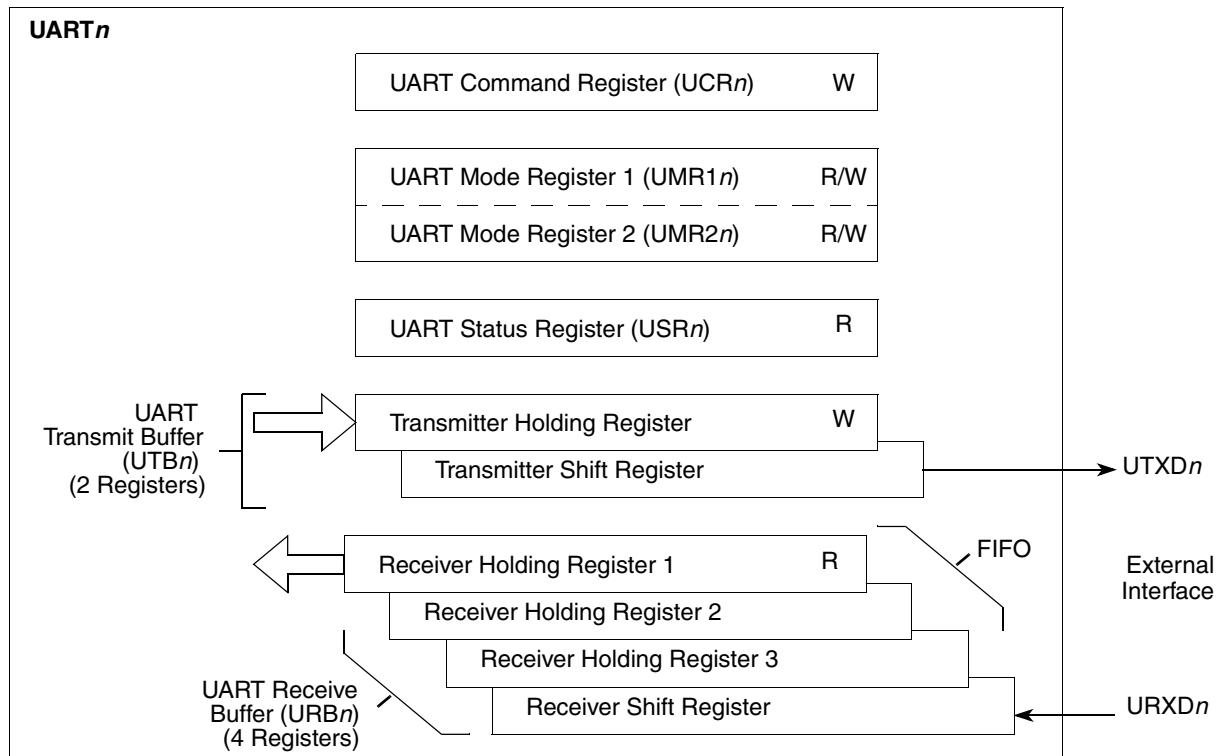 UARTn
UART Command Register (UCRn) W
UART Mode Register 1 (UMR1n) R/W
UART Mode Register 2 (UMR2n) R/W
UART Status Register (USRn) R
UART
Transmit Buffer
(UTBn)
(2 Registers)
Transmitter Holding Register W
Transmitter Shift Register
UTXDn
Receiver Holding Register 1 R
FIFO
External
Interface
Receiver Holding Register 2
Receiver Holding Register 3
UART Receive
Buffer (URBn)
(4 Registers)
Receiver Shift Register
URXDn